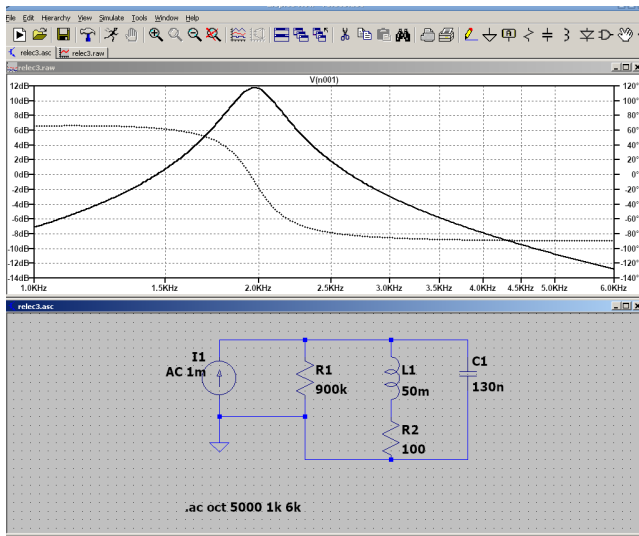 File Edit Hierarchy View Simulate Tools Window Help
relec3.asc relec3.raw
relec3.raw
V(n001)
12dB 120°
10dB 100°
8dB 80°
6dB 60°
4dB 40°
2dB 20°
0dB 0°
-2dB -20°
-4dB -40°
-6dB -60°
-8dB -80°
-10dB -100°
-12dB -120°
-14dB -140°
1.0KHz 1.5KHz 2.0KHz 2.5KHz 3.0KHz 3.5KHz 4.0KHz 4.5KHz 5.0KHz 6.0KHz
relec3.asc
I1
AC 1m
R1
900k
L1
50m
C1
130n
R2
100
.ac oct 5000 1k 6k